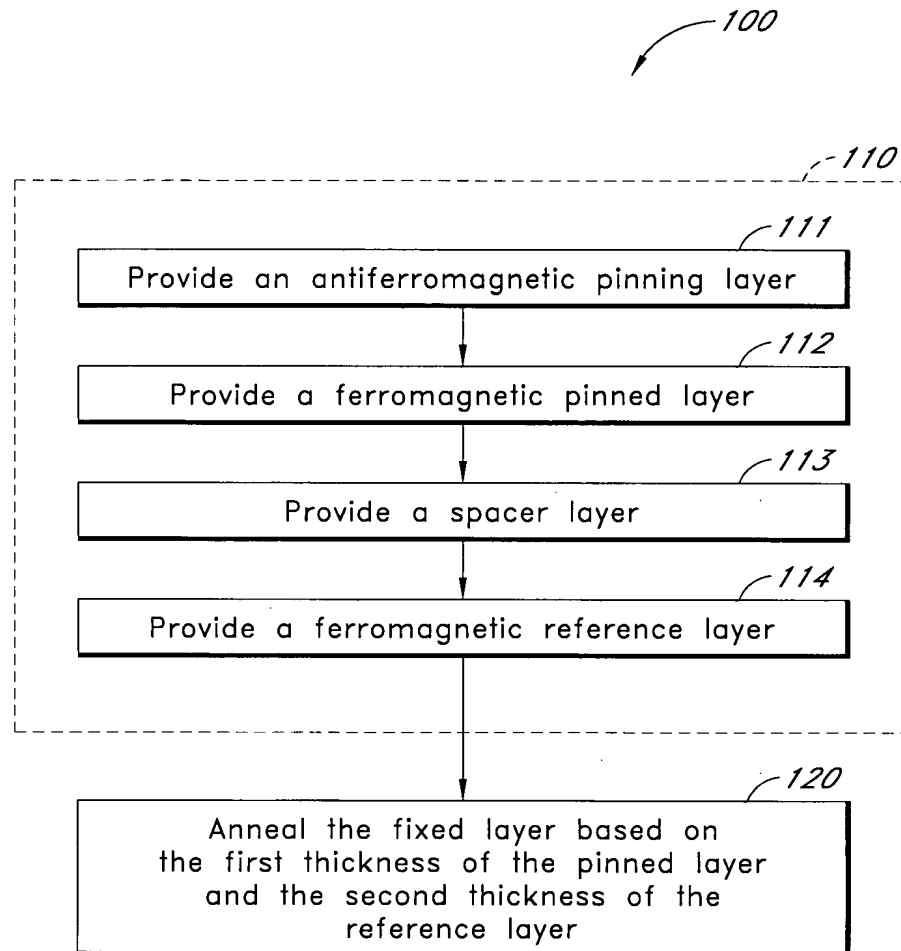 100
110
111
Provide an antiferromagnetic pinning layer
112
Provide a ferromagnetic pinned layer
113
Provide a spacer layer
114
Provide a ferromagnetic reference layer
120
Anneal the fixed layer based on
the first thickness of the pinned layer
and the second thickness of the
reference layer